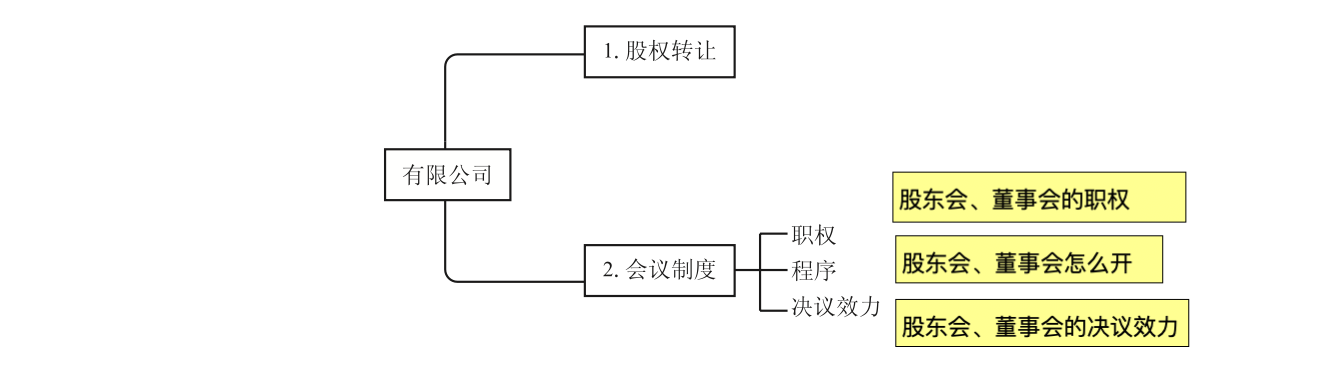 1. 股权转让
有限公司
2. 会议制度
职权
程序
决议效力
股东会、董事会的职权
股东会、董事会怎么开
股东会、董事会的决议效力